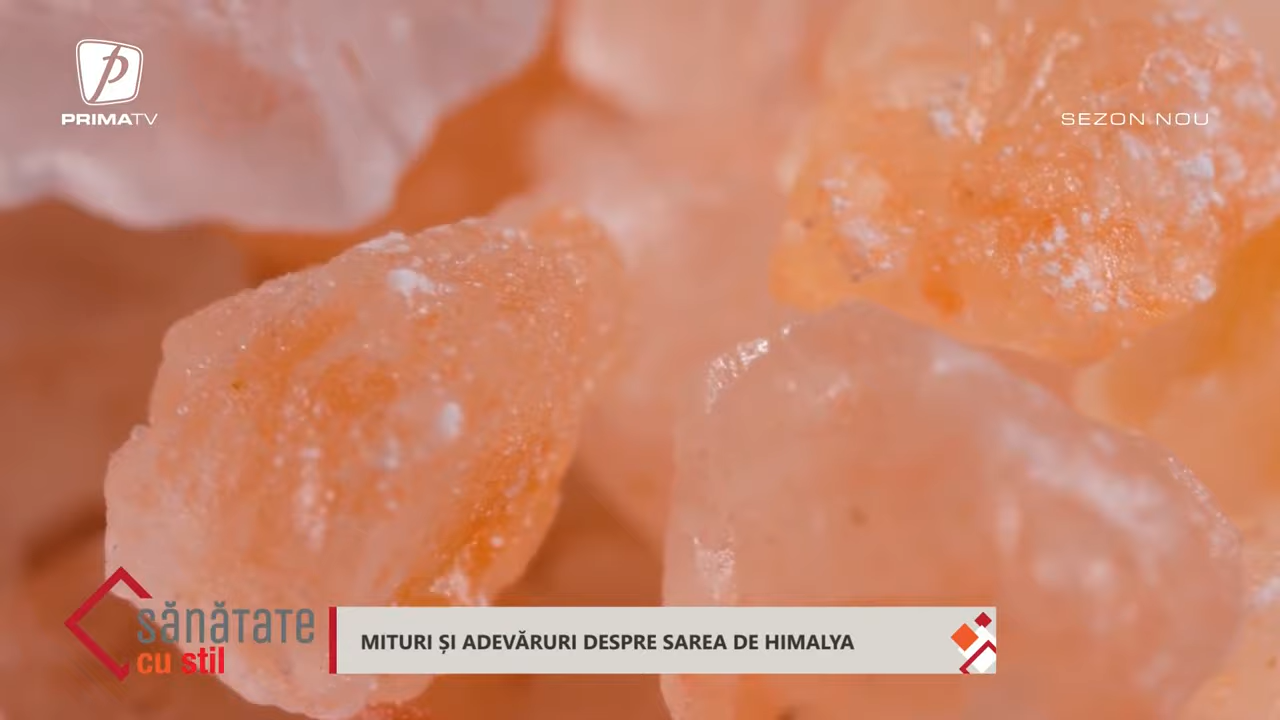 PRIMATV
SEZON NOU
sănătate
cu stil
MITURI ȘI ADEVĂRURI DESPRE SAREA DE HIMALYA